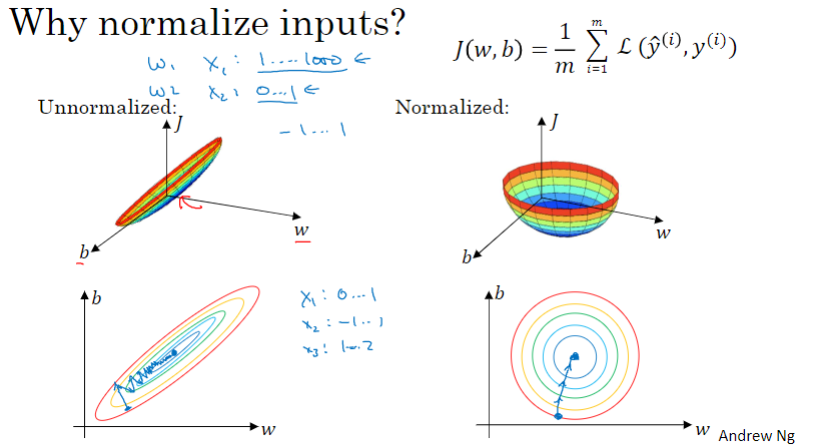 Why normalize inputs?
J(w, b) = 1/m ∑_{i=1}^{m} ℒ(ŷ^{(i)}, y^{(i)})
w₁ x₁: 1....1000 ←
w2 x₂: 0...1 ←
-1...1
Unnormalized:
Normalized:
J
w
b
J
w
b
b
x₁: 0...1
x₂: -1...1
x₃: 1...2
w
b
w
Andrew Ng